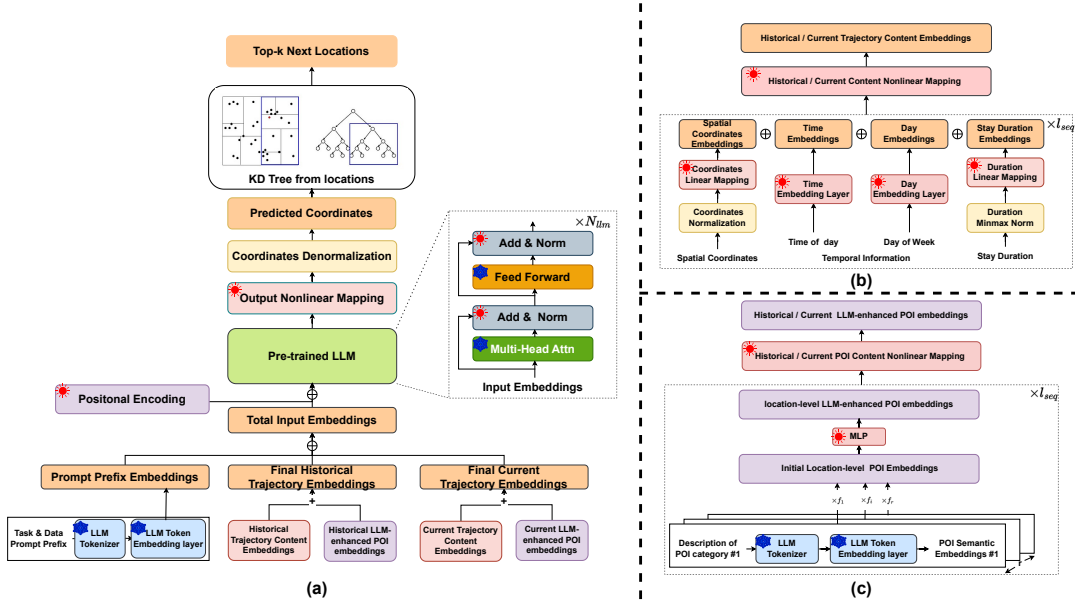 Top-k Next Locations
KD Tree from locations
Predicted Coordinates
Coordinates Denormalization
Output Nonlinear Mapping
Pre-trained LLM
Positonal Encoding
Total Input Embeddings
Prompt Prefix Embeddings
Final Historical
Trajectory Embeddings
Final Current
Trajectory Embeddings
Task & Data
Prompt Prefix
LLM
Tokenizer
LLM Token
Embedding layer
Historical
Trajectory Content
Embeddings
Historical LLM-
enhanced POI
embeddings
Current Trajectory
Content
Embeddings
Current LLM-
enhanced POI
embeddings
(a)
×N_llm
Add & Norm
Feed Forward
Add & Norm
Multi-Head Attn
Input Embeddings
Historical / Current Trajectory Content Embeddings
Historical / Current Content Nonlinear Mapping
×l_seq
Spatial
Coordinates
Embeddings
Time
Embeddings
Day
Embeddings
Stay Duration
Embeddings
Coordinates
Linear Mapping
Time
Embedding Layer
Day
Embedding Layer
Duration
Linear Mapping
Coordinates
Normalization
Duration
Minmax Norm
Time of day
Day of Week
Spatial Coordinates
Temporal Information
Stay Duration
(b)
Historical / Current LLM-enhanced POI embeddings
Historical / Current POI Content Nonlinear Mapping
×l_seq
location-level LLM-enhanced POI embeddings
MLP
Initial Location-level POI Embeddings
×f_1
×f_i
×f_r
Description of
POI category #1
LLM
Tokenizer
LLM Token
Embedding layer
POI Semantic
Embeddings #1
r
(c)